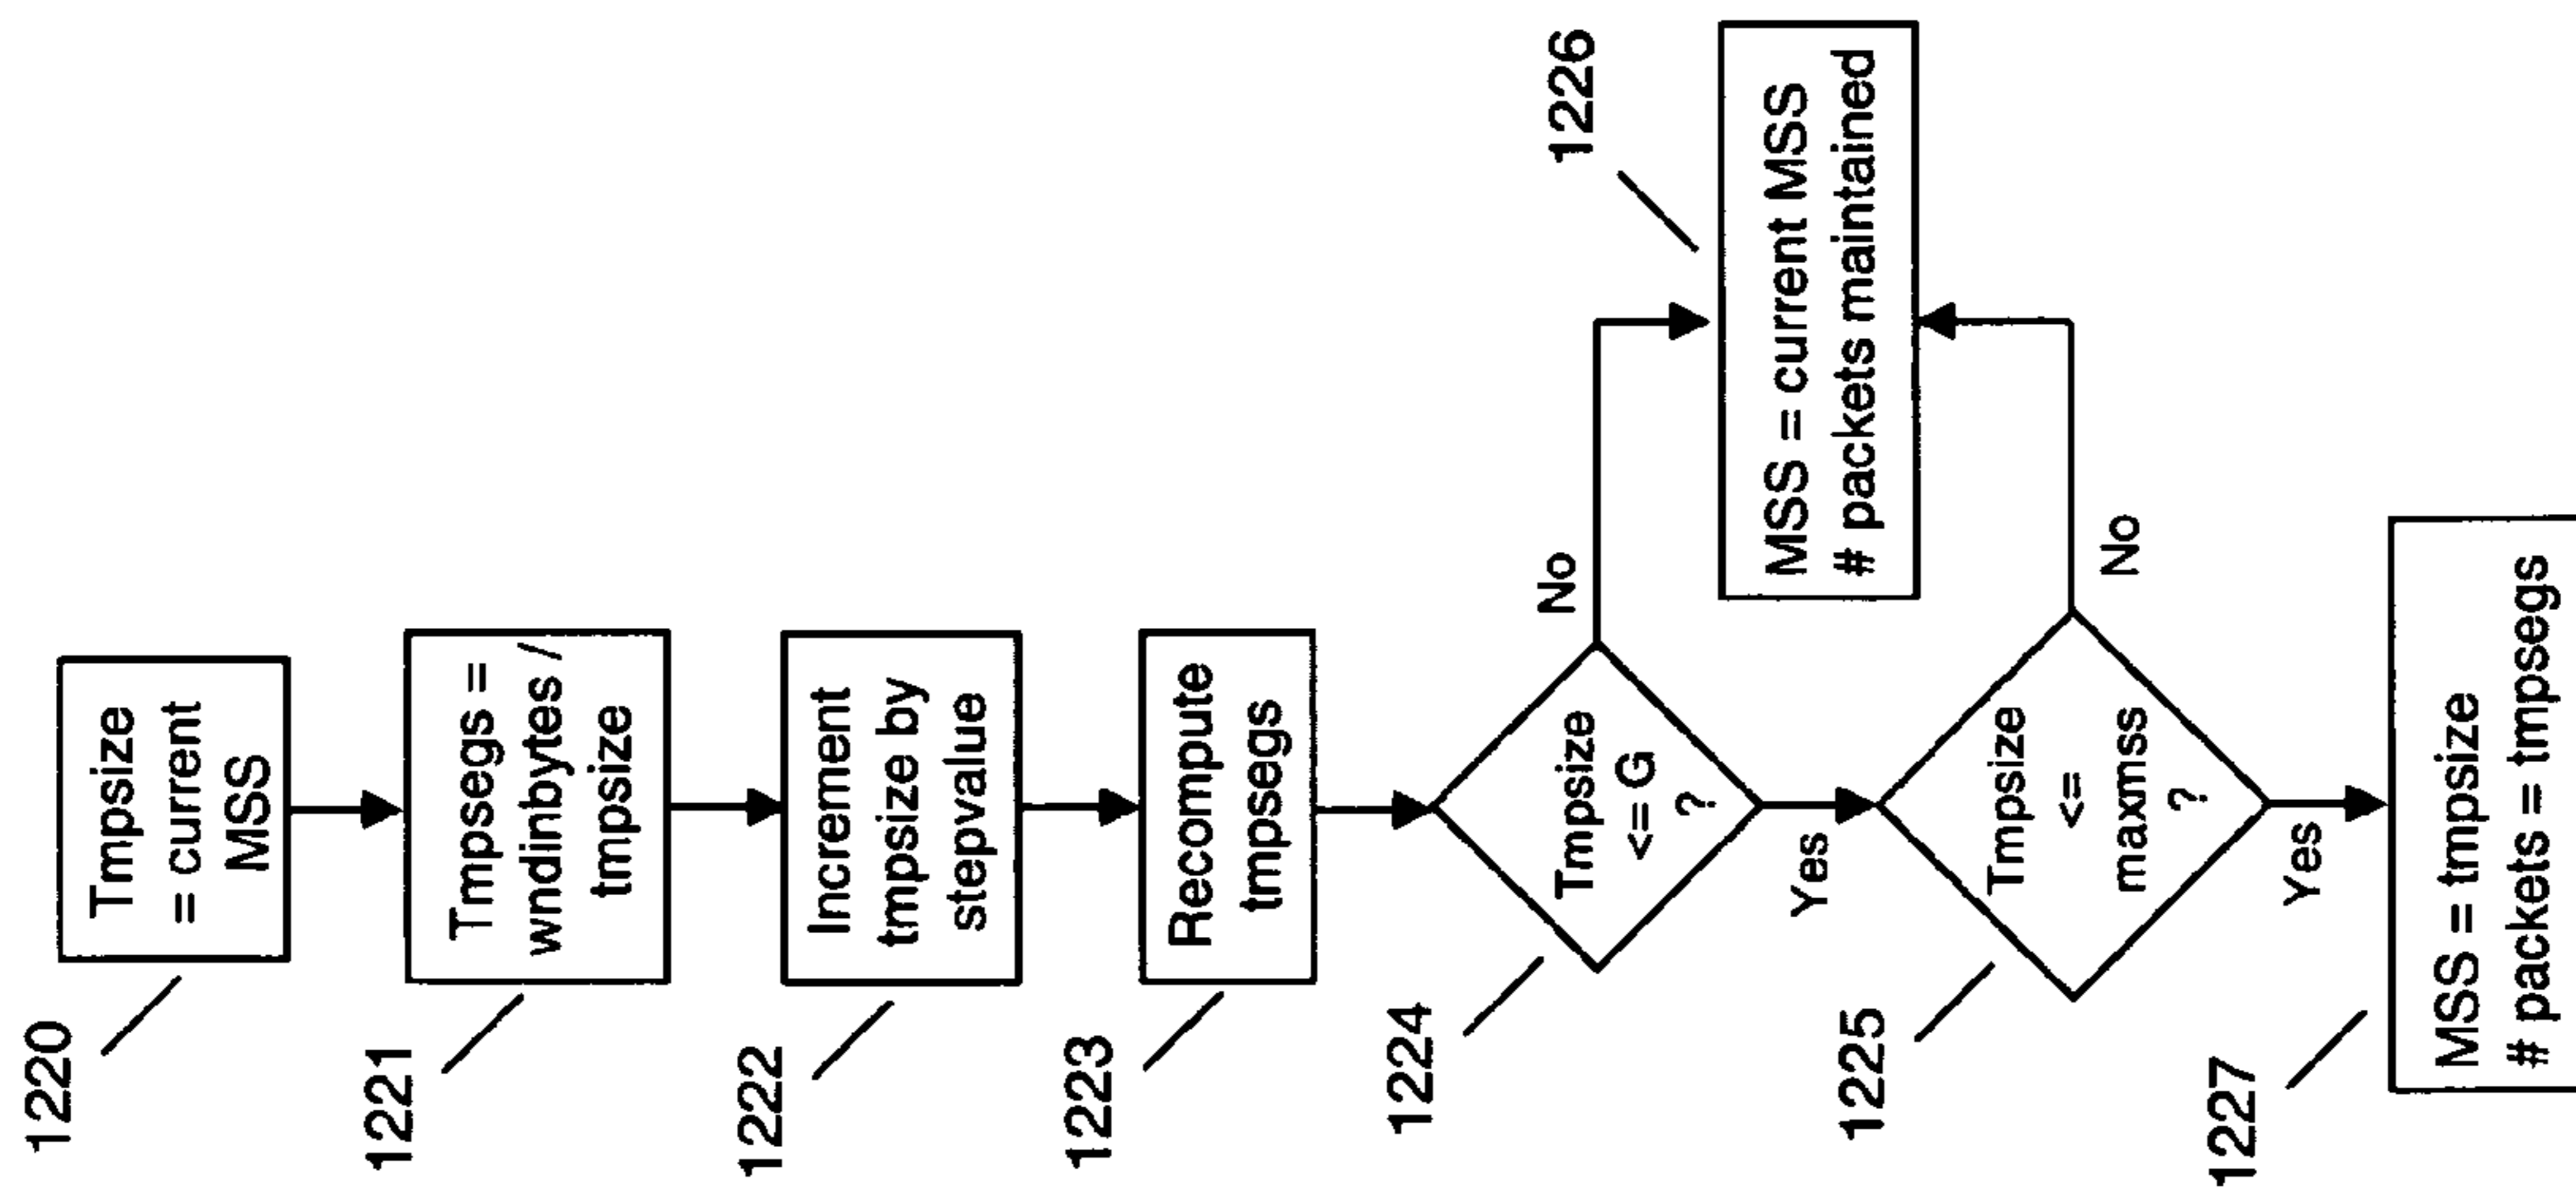 1220
Tmpsize
= current
MSS
1221
Tmpsegs =
wndinbytes /
tmpsize
1222
Increment
tmpsize by
stepvalue
1223
Recompute
tmpsegs
1224
Tmpsize
<= G
?
No
Yes
1226
MSS = current MSS
# packets maintained
1225
Tmpsize
<=
maxmss
?
No
Yes
1227
MSS = tmpsize
# packets = tmpsegs